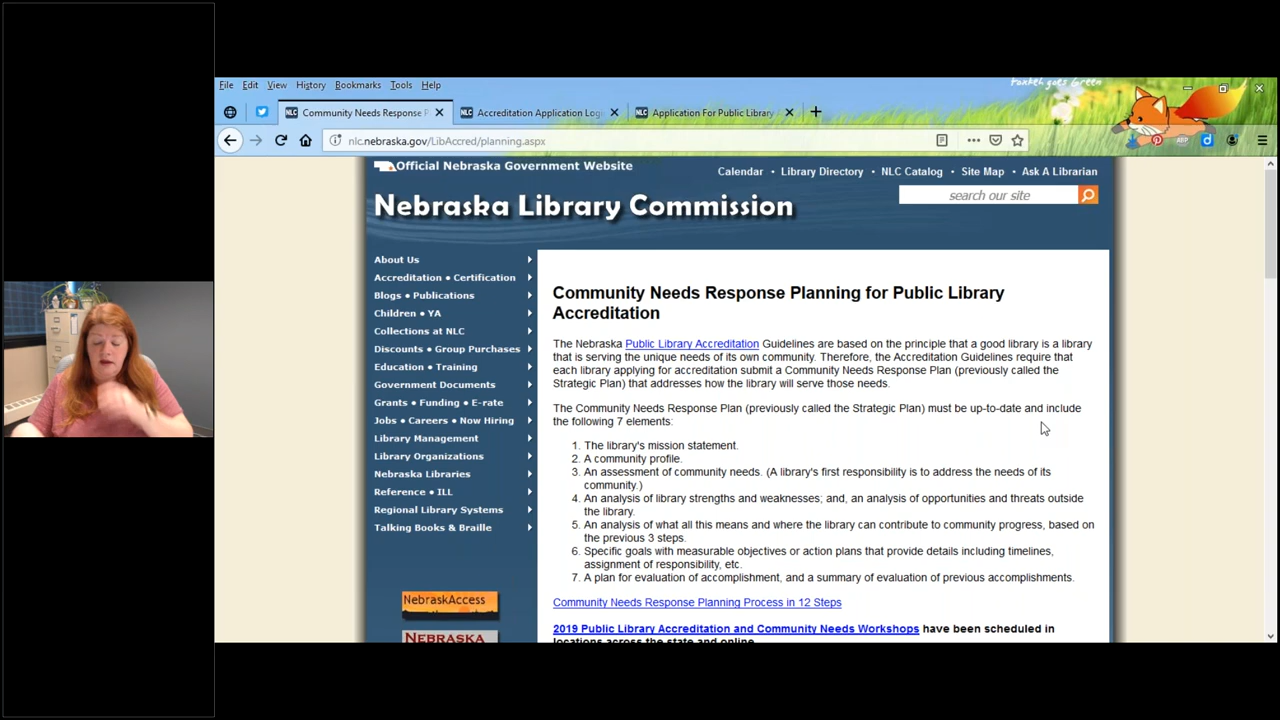 Foxkeh goes Green
File Edit View History Bookmarks Tools Help
Community Needs Response P
Accreditation Application Log
Application For Public Library
nlc.nebraska.gov/LibAccred/planning.aspx
Official Nebraska Government Website
Calendar • Library Directory • NLC Catalog • Site Map • Ask A Librarian
Nebraska Library Commission
search our site
About Us
Accreditation ● Certification
Blogs ● Publications
Children ● YA
Collections at NLC
Discounts ● Group Purchases
Education ● Training
Government Documents
Grants ● Funding ● E-rate
Jobs ● Careers ● Now Hiring
Library Management
Library Organizations
Nebraska Libraries
Reference ● ILL
Regional Library Systems
Talking Books & Braille
NebraskAccess
NEBRASKA
Community Needs Response Planning for Public Library
Accreditation
The Nebraska Public Library Accreditation Guidelines are based on the principle that a good library is a library
that is serving the unique needs of its own community. Therefore, the Accreditation Guidelines require that
each library applying for accreditation submit a Community Needs Response Plan (previously called the
Strategic Plan) that addresses how the library will serve those needs.
The Community Needs Response Plan (previously called the Strategic Plan) must be up-to-date and include
the following 7 elements:
1. The library's mission statement.
2. A community profile.
3. An assessment of community needs. (A library's first responsibility is to address the needs of its
community.)
4. An analysis of library strengths and weaknesses; and, an analysis of opportunities and threats outside
the library.
5. An analysis of what all this means and where the library can contribute to community progress, based on
the previous 3 steps.
6. Specific goals with measurable objectives or action plans that provide details including timelines,
assignment of responsibility, etc.
7. A plan for evaluation of accomplishment, and a summary of evaluation of previous accomplishments.
Community Needs Response Planning Process in 12 Steps
2019 Public Library Accreditation and Community Needs Workshops have been scheduled in
locations across the state and online.